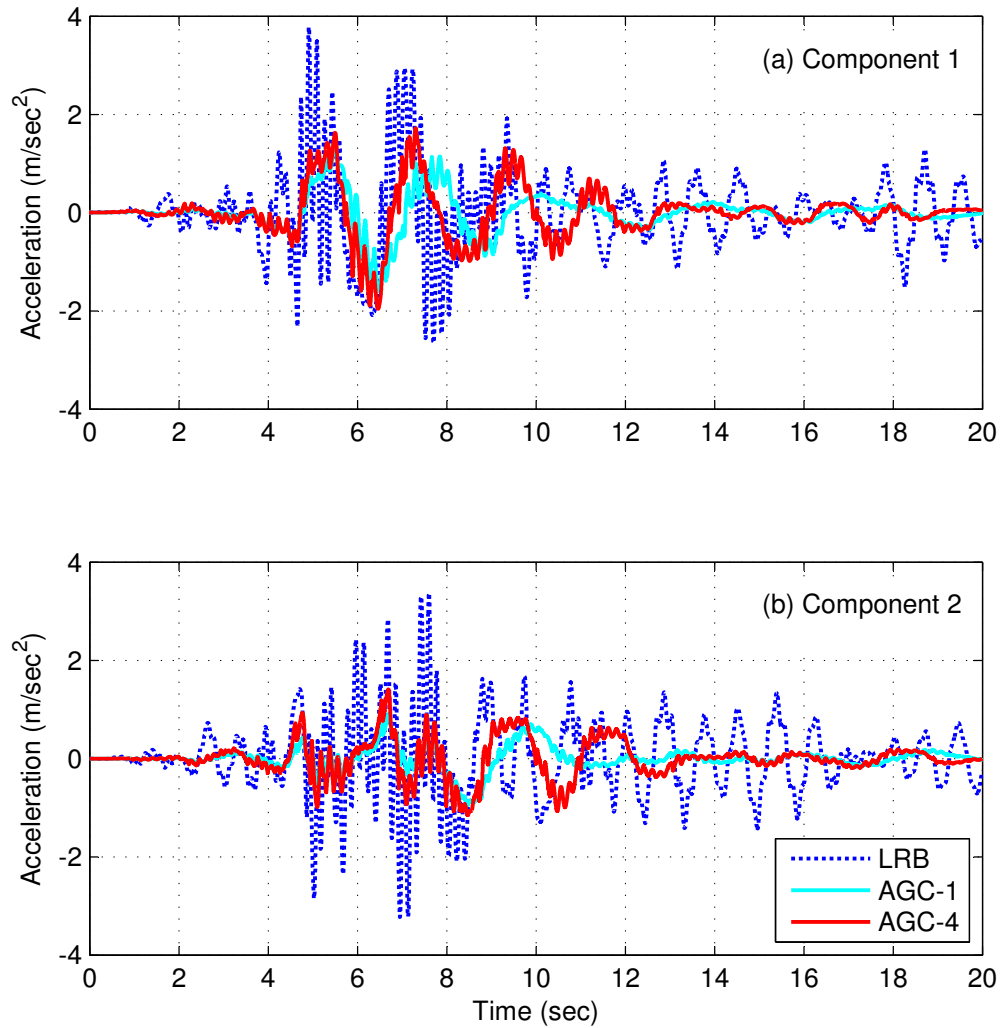 4
(a) Component 1
2
0
-2
-4
Acceleration (m/sec²)
0 2 4 6 8 10 12 14 16 18 20
4
(b) Component 2
2
0
-2
-4
Acceleration (m/sec²)
LRB
AGC-1
AGC-4
0 2 4 6 8 10 12 14 16 18 20
Time (sec)